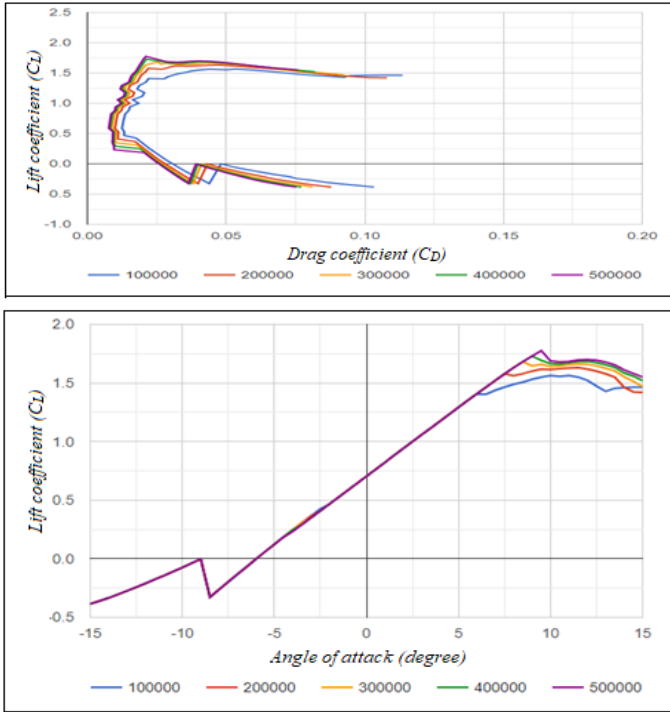 Lift coefficient (CL)
2.5
2.0
1.5
1.0
0.5
0.0
-0.5
-1.0
0.00 0.05 0.10 0.15 0.20
Drag coefficient (CD)
100000 200000 300000 400000 500000
Lift coefficient (CL)
2.0
1.5
1.0
0.5
0.0
-0.5
-15 -10 -5 0 5 10 15
Angle of attack (degree)
100000 200000 300000 400000 500000